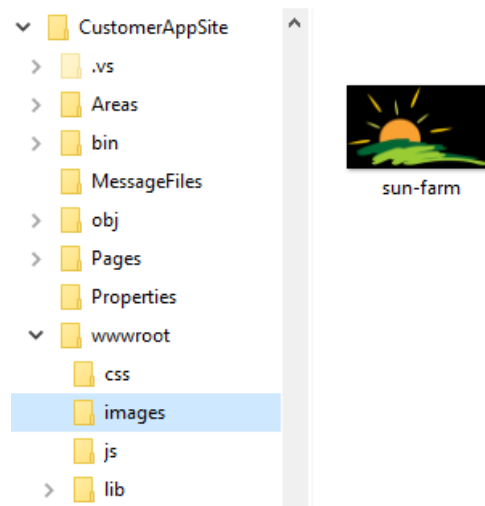 CustomerAppSite
.vs
Areas
bin
MessageFiles
obj
Pages
Properties
wwwroot
css
images
js
lib
sun-farm